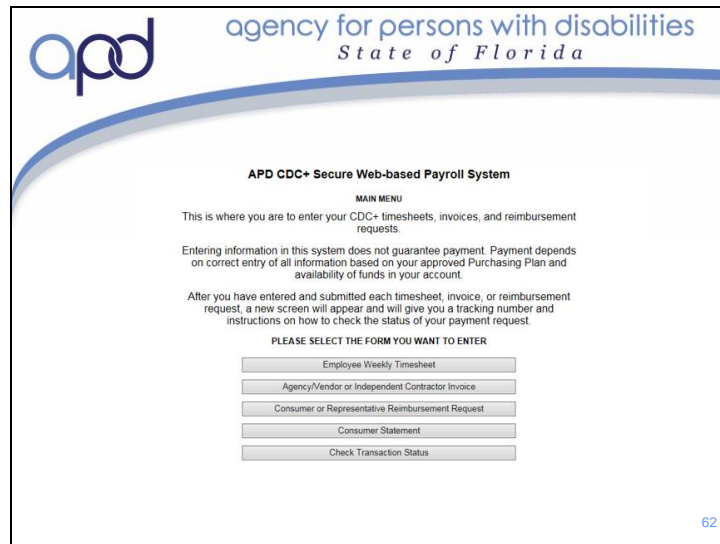 apd
agency for persons with disabilities
State of Florida
APD CDC+ Secure Web-based Payroll System
MAIN MENU
This is where you are to enter your CDC+ timesheets, invoices, and reimbursement
requests.
Entering information in this system does not guarantee payment. Payment depends
on correct entry of all information based on your approved Purchasing Plan and
availability of funds in your account.
After you have entered and submitted each timesheet, invoice, or reimbursement
request, a new screen will appear and will give you a tracking number and
instructions on how to check the status of your payment request.
PLEASE SELECT THE FORM YOU WANT TO ENTER
Employee Weekly Timesheet
Agency/Vendor or Independent Contractor Invoice
Consumer or Representative Reimbursement Request
Consumer Statement
Check Transaction Status
62